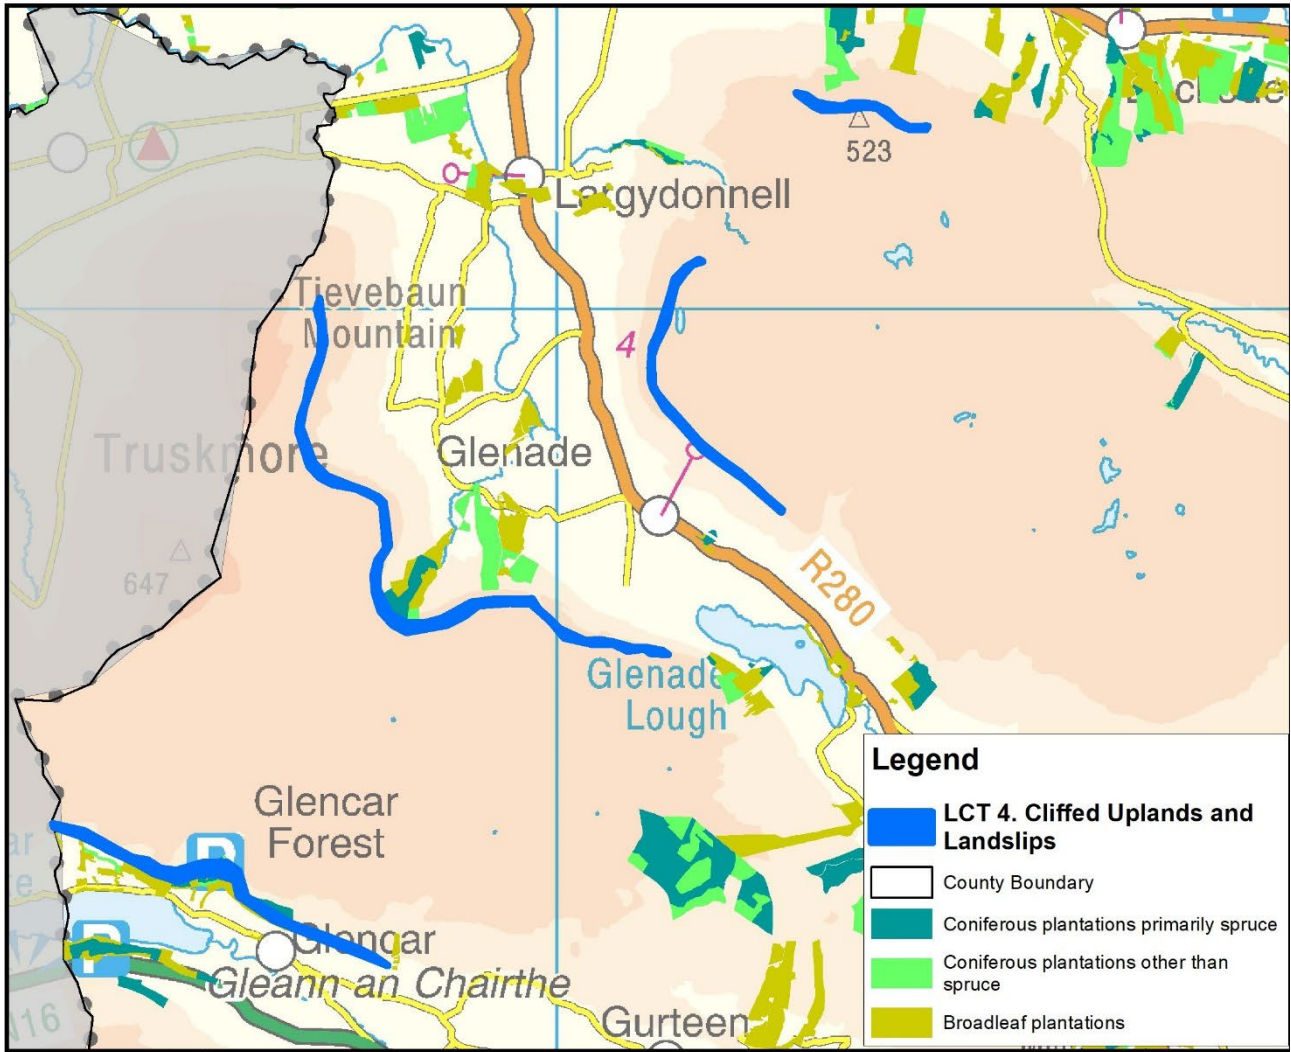 523
Largydonnell
Tievebaun
Mountain
4
Truskmore
Glenade
647
R280
Glenade
Lough
Glencar
Forest
P
P
Glencar
Gleann an Chairthe
N16
Gurteen
Legend
LCT 4. Cliffed Uplands and
Landslips
County Boundary
Coniferous plantations primarily spruce
Coniferous plantations other than
spruce
Broadleaf plantations